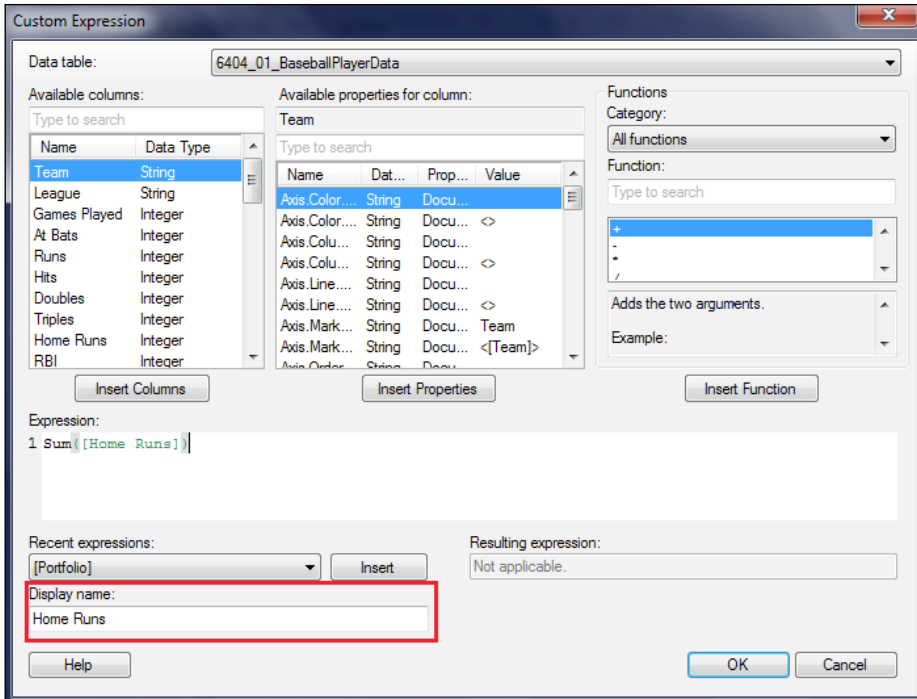 Custom Expression
x
Data table:
6404_01_BaseballPlayerData
Available columns:
Type to search
Name Data Type
Team String
League String
Games Played Integer
At Bats Integer
Runs Integer
Hits Integer
Doubles Integer
Triples Integer
Home Runs Integer
RBI Integer
Insert Columns
Available properties for column:
Team
Type to search
Name Dat... Prop... Value
Axis.Color.... String Docu...
Axis.Color... String Docu... <>
Axis.Colu... String Docu...
Axis.Colu... String Docu... <>
Axis.Line.... String Docu...
Axis.Line... String Docu... <>
Axis.Mark... String Docu... Team
Axis.Mark... String Docu... <[Team]>
Axis.Order String Docu
Insert Properties
Functions
Category:
All functions
Function:
Type to search
+
-
*
/
Adds the two arguments.
Example:
Insert Function
Expression:
1 Sum([Home Runs])
Recent expressions:
[Portfolio]
Insert
Resulting expression:
Not applicable.
Display name:
Home Runs
Help
OK
Cancel